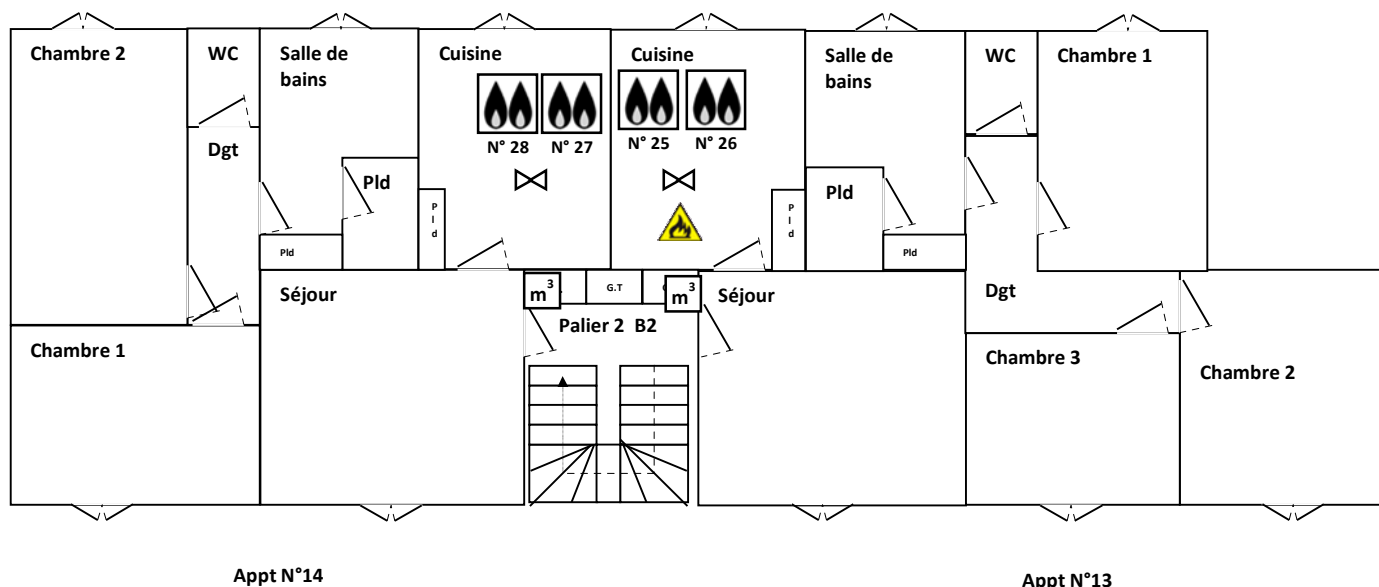 Chambre 2
WC
Salle de
bains
Cuisine
Cuisine
Salle de
bains
WC
Chambre 1
N° 28
N° 27
N° 25
N° 26
Dgt
Pld
Pld
Pld
Pld
Pld
Pld
Séjour
m³
G.T
m³
Séjour
Dgt
Palier 2 B2
Chambre 1
Chambre 3
Chambre 2
Appt N°14
Appt N°13